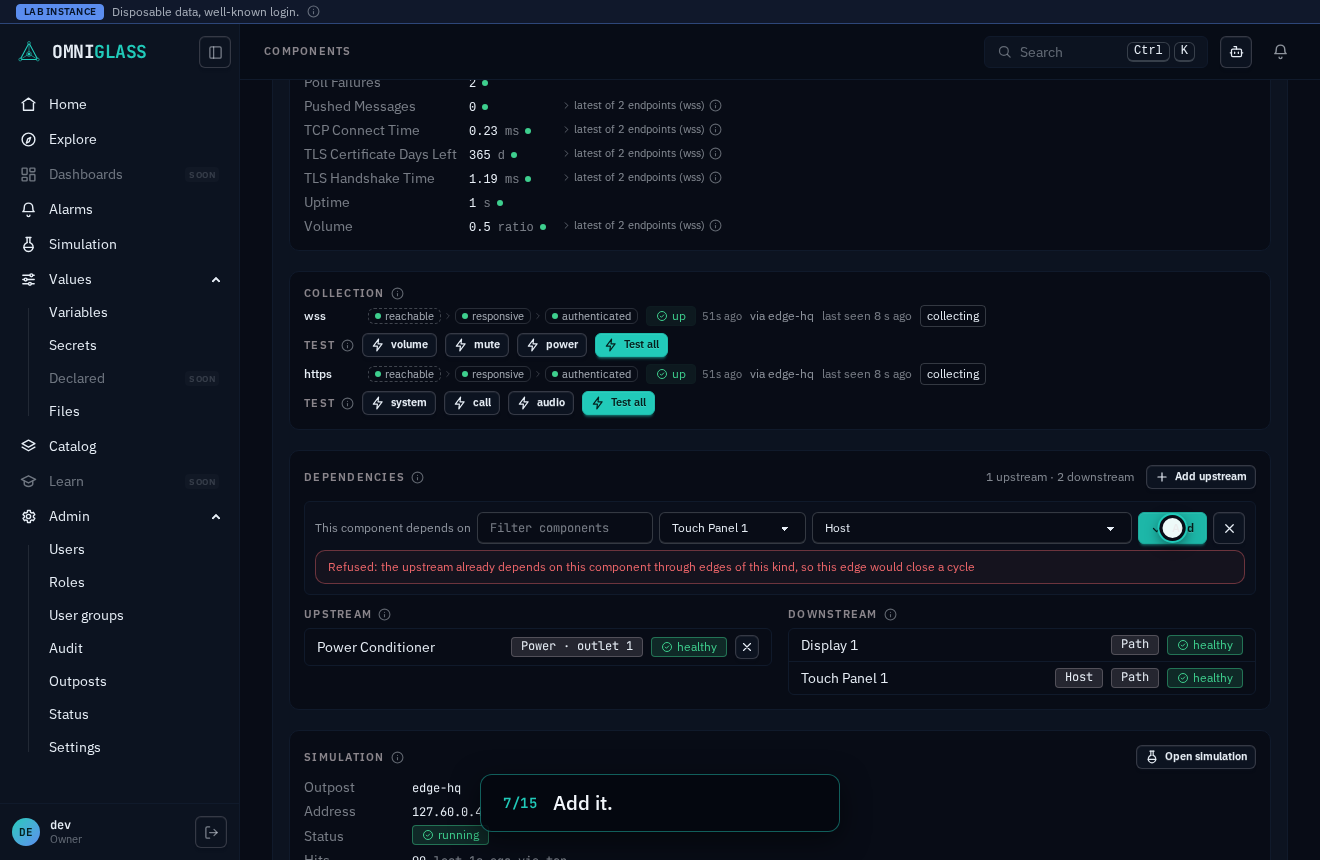 LAB INSTANCE Disposable data, well-known login.
OMNIGLASS
COMPONENTS
Search Ctrl K
Home
Explore
Dashboards SOON
Alarms
Simulation
Values
Variables
Secrets
Declared SOON
Files
Catalog
Learn SOON
Admin
Users
Roles
User groups
Audit
Outposts
Status
Settings
DE dev
Owner
Poll Failures 2
Pushed Messages 0 latest of 2 endpoints (wss)
TCP Connect Time 0.23 ms latest of 2 endpoints (wss)
TLS Certificate Days Left 365 d latest of 2 endpoints (wss)
TLS Handshake Time 1.19 ms latest of 2 endpoints (wss)
Uptime 1 s
Volume 0.5 ratio latest of 2 endpoints (wss)
COLLECTION
wss reachable responsive authenticated up 51s ago via edge-hq last seen 8 s ago collecting
TEST volume mute power Test all
https reachable responsive authenticated up 51s ago via edge-hq last seen 8 s ago collecting
TEST system call audio Test all
DEPENDENCIES 1 upstream · 2 downstream Add upstream
This component depends on Filter components Touch Panel 1 Host
Refused: the upstream already depends on this component through edges of this kind, so this edge would close a cycle
UPSTREAM
Power Conditioner Power · outlet 1 healthy
DOWNSTREAM
Display 1 Path healthy
Touch Panel 1 Host Path healthy
SIMULATION Open simulation
Outpost edge-hq
Address 127.60.0.4
Status running
7/15 Add it.